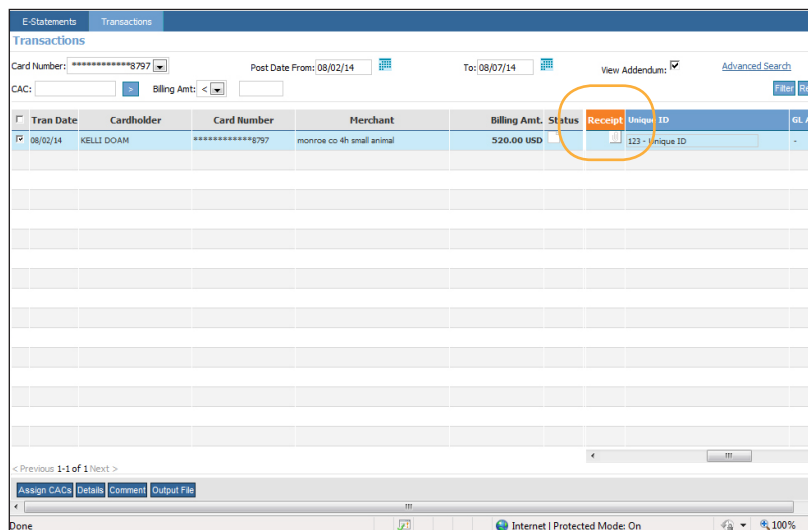 E-Statements Transactions
Transactions
Card Number: ************8797 Post Date From: 08/02/14 To: 08/07/14 View Addendum: Advanced Search
CAC: > Billing Amt: < Filter Re
Tran Date Cardholder Card Number Merchant Billing Amt. Status Receipt Unique ID GL A
08/02/14 KELLI DOAM ************8797 monroe co 4h small animal 520.00 USD 123 - Unique ID -
< Previous 1-1 of 1 Next >
Assign CACs Details Comment Output File
Done Internet | Protected Mode: On 100%